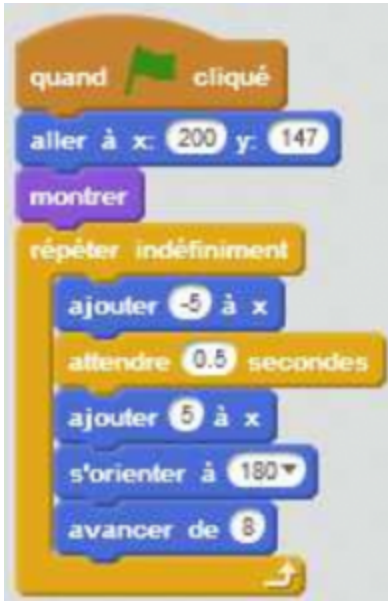 quand cliqué
aller à x: 200 y: 147
montrer
répéter indéfiniment
ajouter -5 à x
attendre 0.5 secondes
ajouter 5 à x
s'orienter à 180
avancer de 8